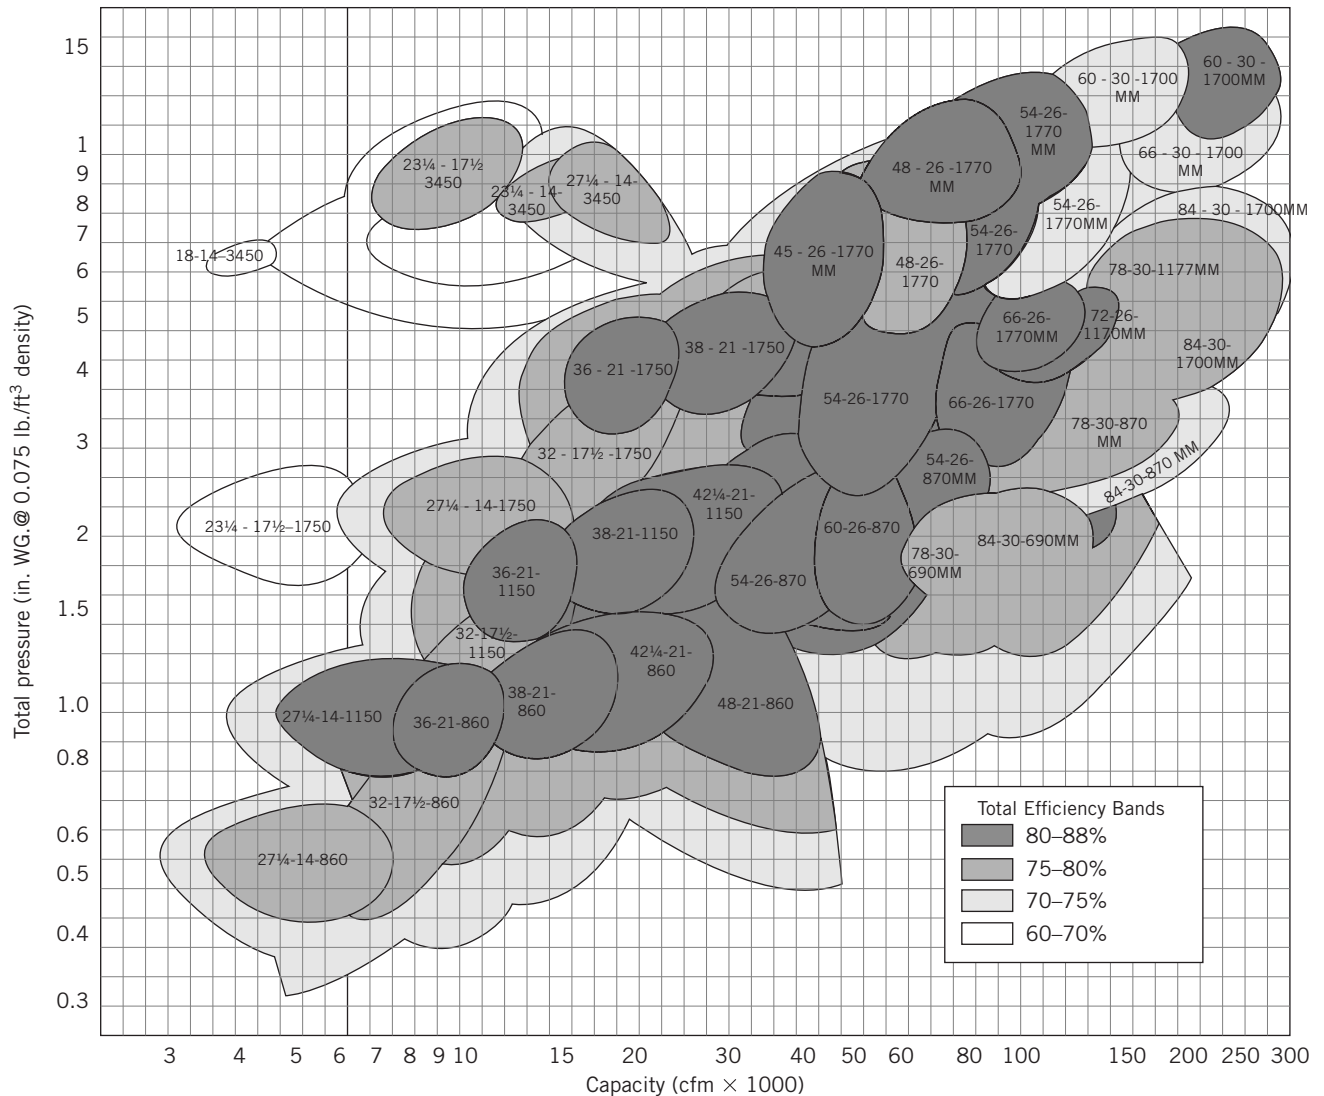 Total pressure (in. WG.@ 0.075 lb./ft³ density)
15
1
9
8
7
6
5
4
3
2
1.5
1.0
0.8
0.6
0.5
0.4
0.3
60 - 30 -
1700MM
60 - 30 -1700
MM
54-26-
1770
MM
66 - 30 - 1700
MM
48 - 26 -1770
MM
23¼ - 17½
3450
23¼ - 14-
3450
27¼ - 14-
3450
54-26-
1770MM
84 - 30 - 1700MM
18-14–3450
45 - 26 -1770
MM
54-26-
1770
48-26-
1770
78-30-1177MM
66-26-
1770MM
72-26-
1170MM
84-30-
1700MM
36 - 21 -1750
38 - 21 -1750
54-26-1770
66-26-1770
78-30-870
MM
32 - 17½ -1750
54-26-
870MM
84-30-870 MM
27¼ - 14-1750
42¼-21-
1150
23¼ - 17½–1750
38-21-1150
60-26-870
84-30-690MM
78-30-
690MM
36-21-
1150
54-26-870
32-17½-
1150
42¼-21-
860
38-21-
860
48-21-860
27¼-14-1150
36-21-860
32-17½-860
27¼-14-860
Total Efficiency Bands
80–88%
75–80%
70–75%
60–70%
3 4 5 6 7 8 9 10 15 20 30 40 50 60 80 100 150 200 250 300
Capacity (cfm × 1000)